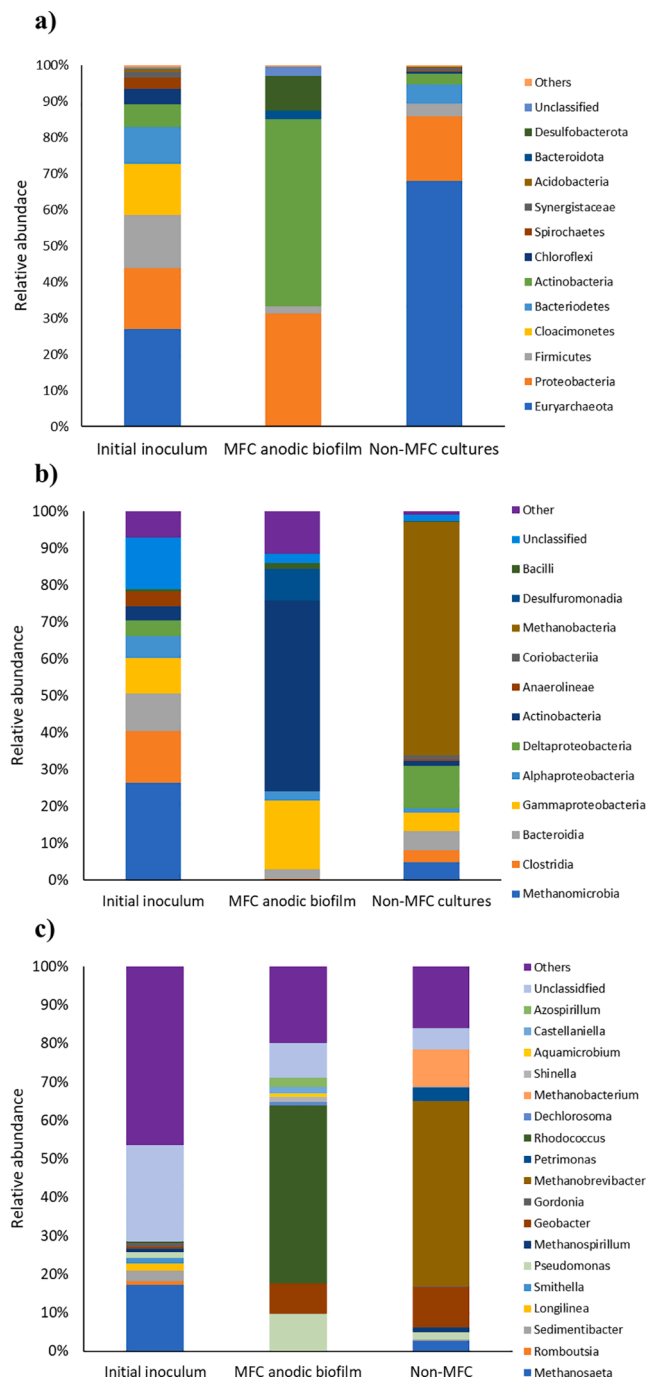 a)
100%
90%
80%
70%
60%
50%
40%
30%
20%
10%
0%
Relative abundace
Initial inoculum
MFC anodic biofilm
Non-MFC cultures
Others
Unclassified
Desulfobacterota
Bacteroidota
Acidobacteria
Synergistaceae
Spirochaetes
Chloroflexi
Actinobacteria
Bacteriodetes
Cloacimonetes
Firmicutes
Proteobacteria
Euryarchaeota
b)
100%
90%
80%
70%
60%
50%
40%
30%
20%
10%
0%
Relative abundance
Initial inoculum
MFC anodic biofilm
Non-MFC cultures
Other
Unclassified
Bacilli
Desulfuromonadia
Methanobacteria
Coriobacteriia
Anaerolineae
Actinobacteria
Deltaproteobacteria
Alphaproteobacteria
Gammaproteobacteria
Bacteroidia
Clostridia
Methanomicrobia
c)
100%
90%
80%
70%
60%
50%
40%
30%
20%
10%
0%
Relative abundance
Initial inoculum
MFC anodic biofilm
Non-MFC
Others
Unclassidfied
Azospirillum
Castellaniella
Aquamicrobium
Shinella
Methanobacterium
Dechlorosoma
Rhodococcus
Petrimonas
Methanobrevibacter
Gordonia
Geobacter
Methanospirillum
Pseudomonas
Smithella
Longilinea
Sedimentibacter
Romboutsia
Methanosaeta